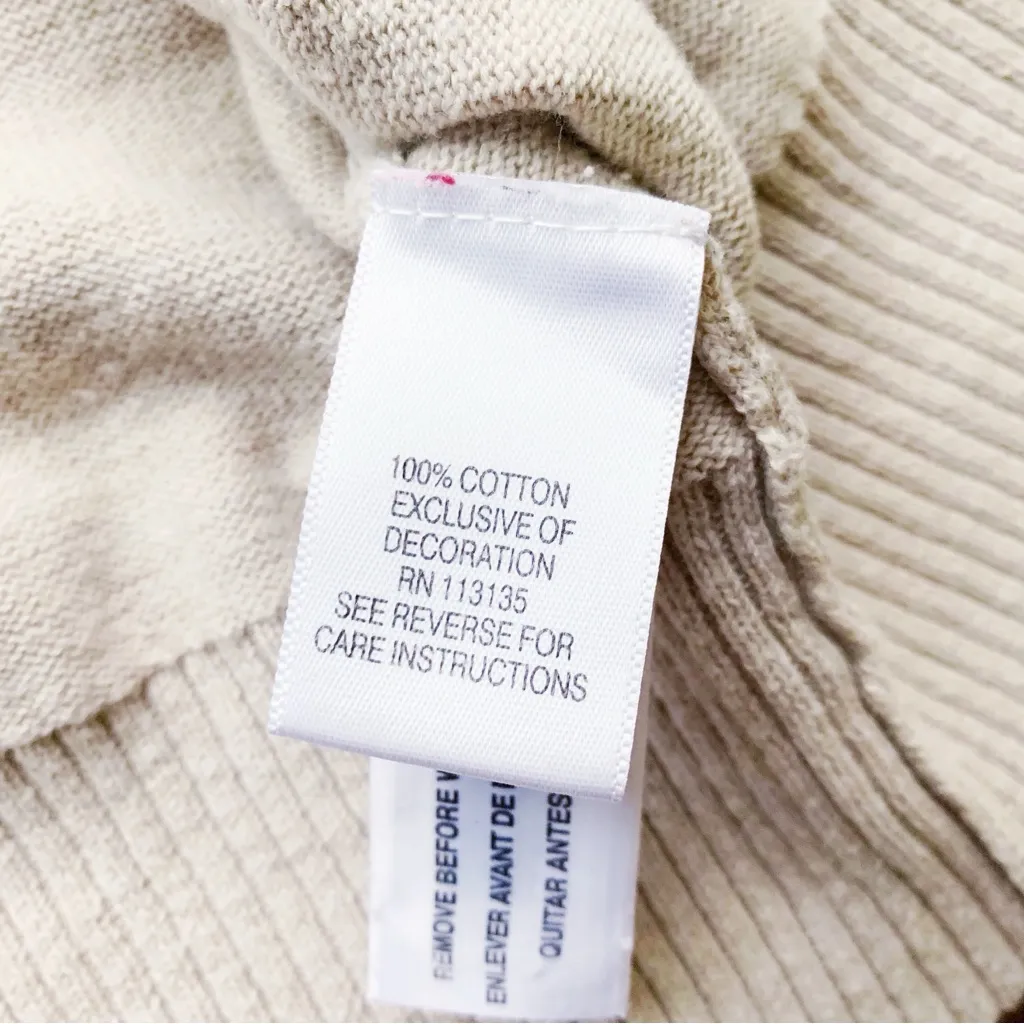 100% COTTON
EXCLUSIVE OF
DECORATION
RN 113135
SEE REVERSE FOR
CARE INSTRUCTIONS
REMOVE BEFORE
ENLEVER AVANT DE
QUITAR ANTES